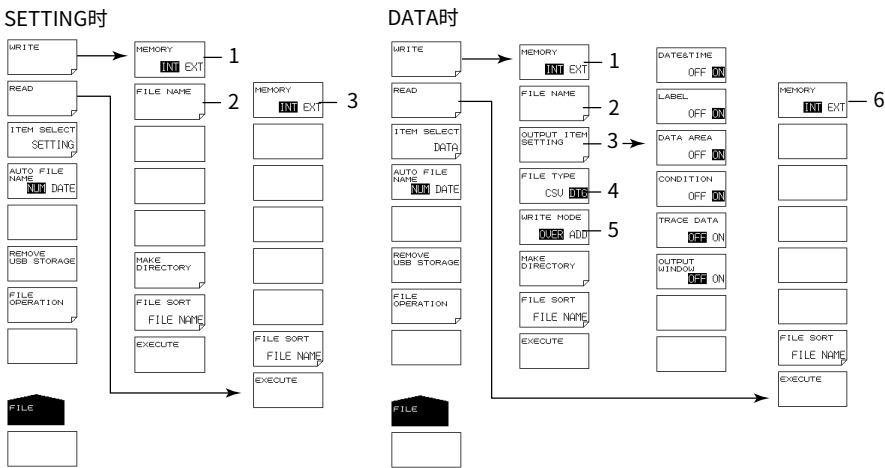 SETTING时
WRITE
READ
ITEM SELECT
SETTING
AUTO FILE
NAME
NUM DATE
REMOVE
USB STORAGE
FILE
OPERATION
FILE
MEMORY
INT EXT
1
FILE NAME
2
MAKE
DIRECTORY
FILE SORT
FILE NAME
EXECUTE
MEMORY
INT EXT
3
FILE SORT
FILE NAME
EXECUTE
DATA时
WRITE
READ
ITEM SELECT
DATA
AUTO FILE
NAME
NUM DATE
REMOVE
USB STORAGE
FILE
OPERATION
FILE
MEMORY
INT EXT
1
FILE NAME
2
OUTPUT ITEM
SETTING
3
FILE TYPE
CSV DT6
4
WRITE MODE
OVER ADD
5
MAKE
DIRECTORY
FILE SORT
FILE NAME
EXECUTE
DATE&TIME
OFF ON
LABEL
OFF ON
DATA AREA
OFF ON
CONDITION
OFF ON
TRACE DATA
OFF ON
OUTPUT
WINDOW
OFF ON
MEMORY
INT EXT
6
FILE SORT
FILE NAME
EXECUTE